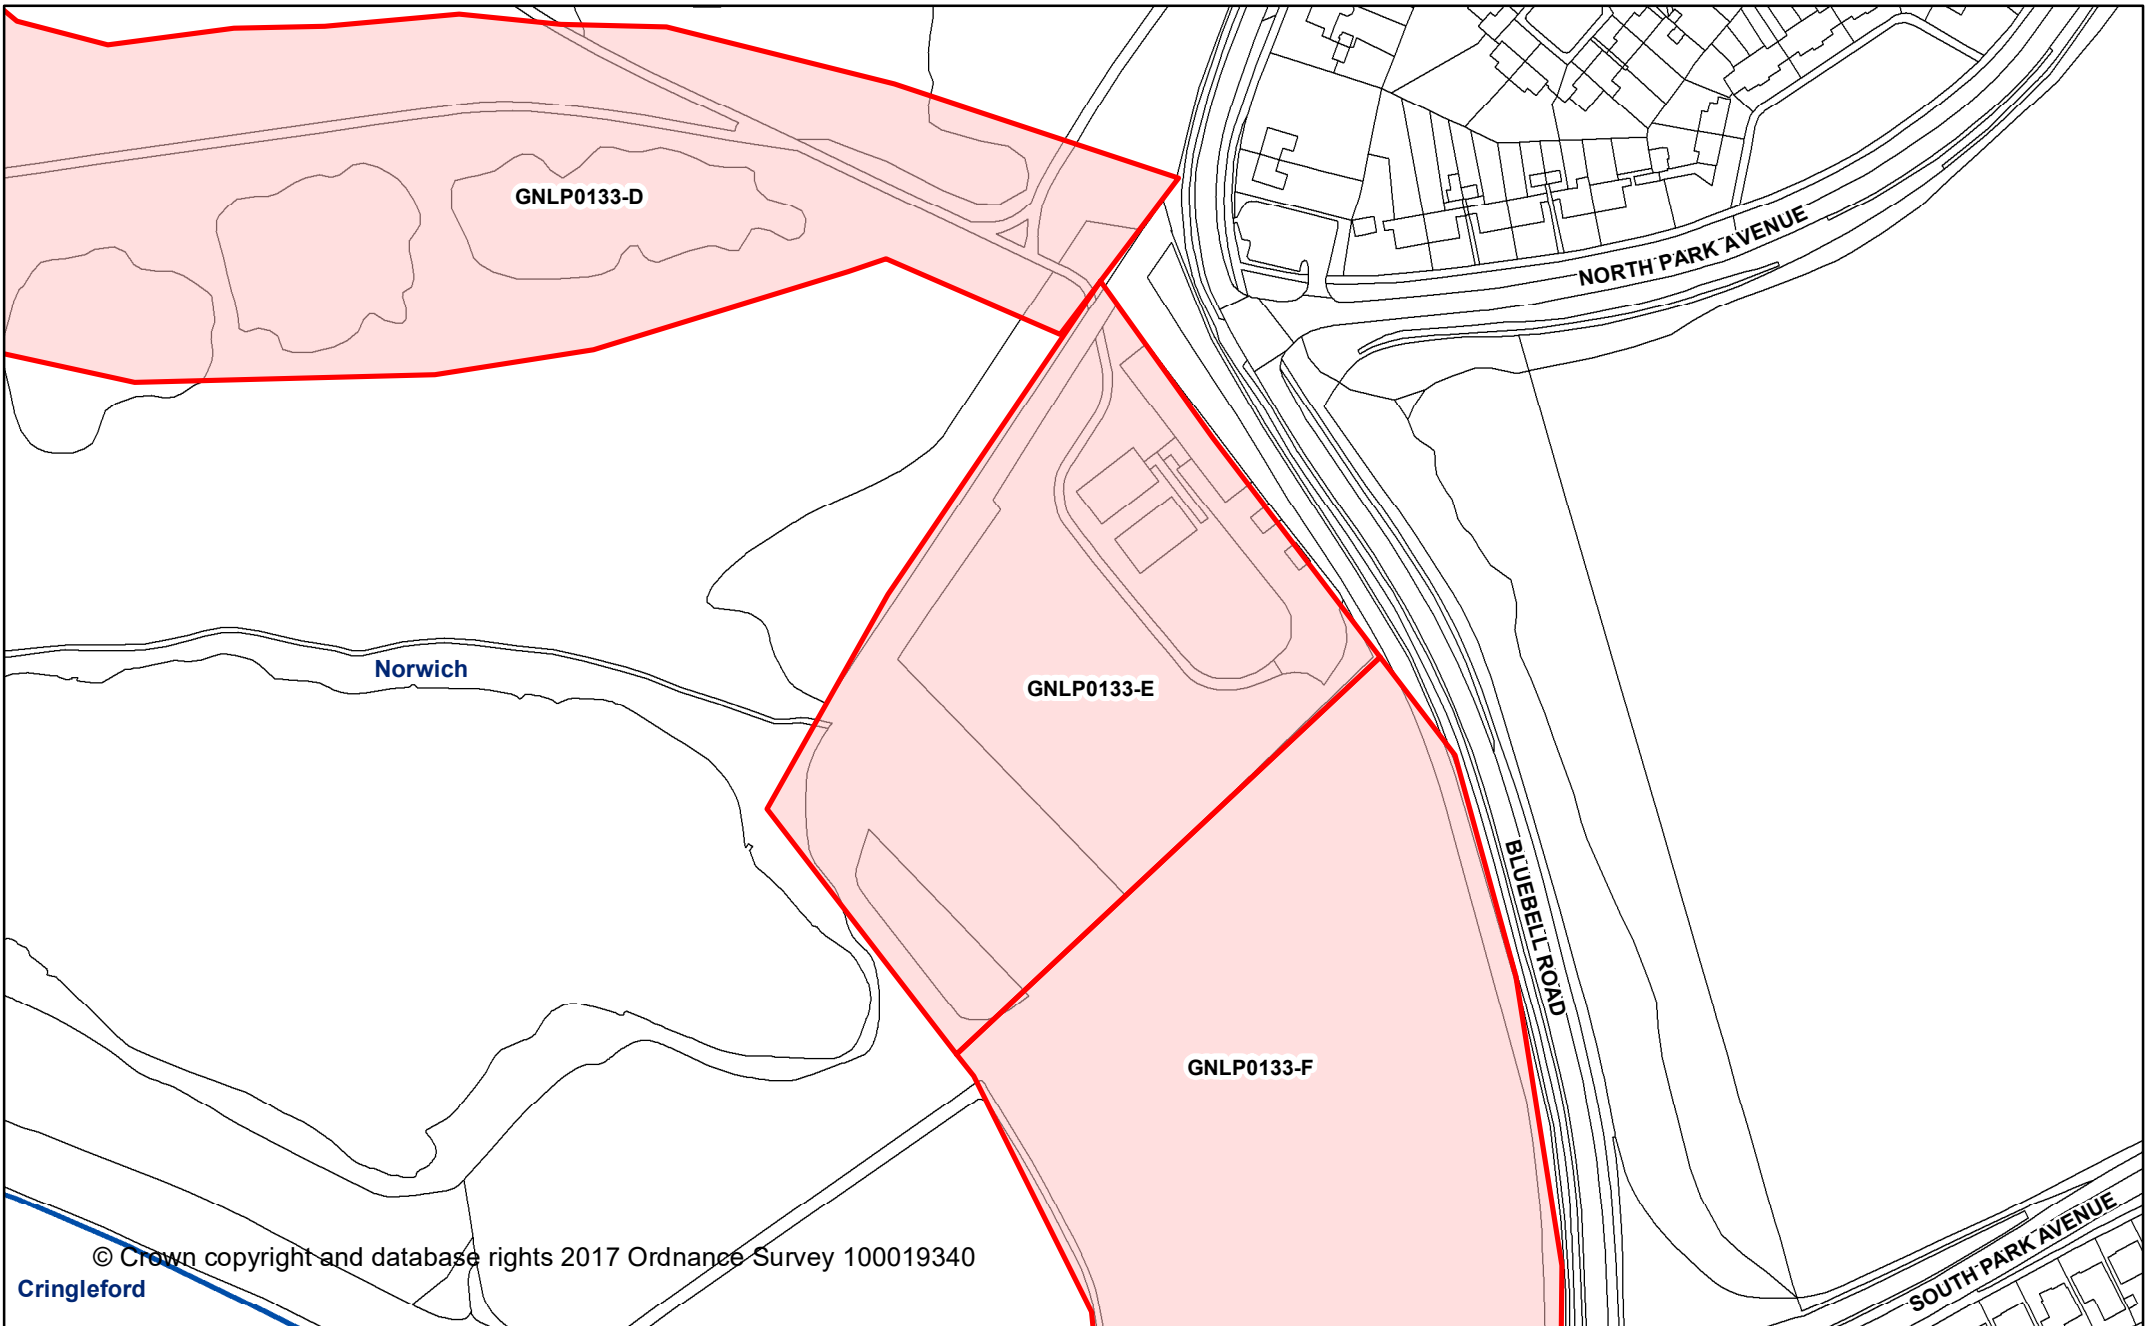 GNLP0133-D
NORTH PARK AVENUE
Norwich
GNLP0133-E
BLUEBELL ROAD
GNLP0133-F
SOUTH PARK AVENUE
© Crown copyright and database rights 2017 Ordnance Survey 100019340
Cringleford